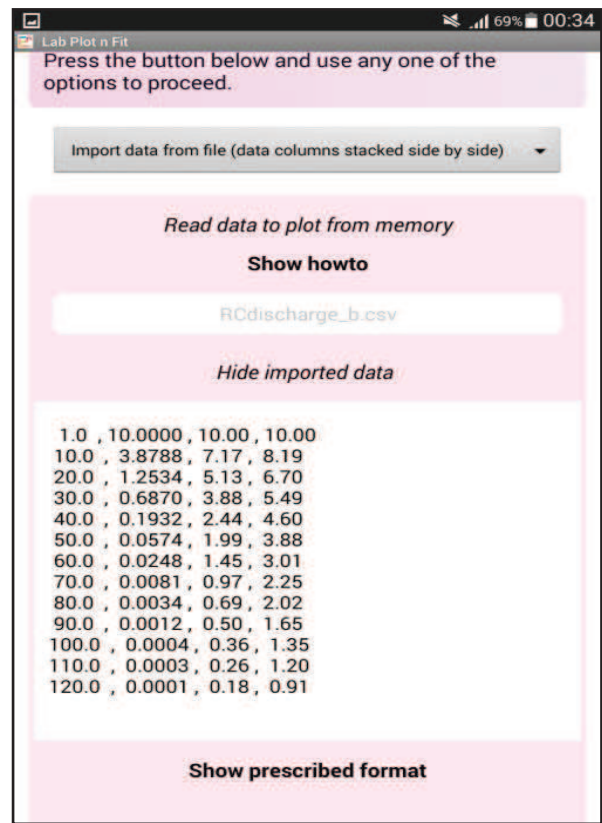 69% 00:34
Lab Plot n Fit
Press the button below and use any one of the
options to proceed.
Import data from file (data columns stacked side by side)
Read data to plot from memory
Show howto
RCdischarge_b.csv
Hide imported data
1.0 , 10.0000 , 10.00 , 10.00
10.0 , 3.8788 , 7.17 , 8.19
20.0 , 1.2534 , 5.13 , 6.70
30.0 , 0.6870 , 3.88 , 5.49
40.0 , 0.1932 , 2.44 , 4.60
50.0 , 0.0574 , 1.99 , 3.88
60.0 , 0.0248 , 1.45 , 3.01
70.0 , 0.0081 , 0.97 , 2.25
80.0 , 0.0034 , 0.69 , 2.02
90.0 , 0.0012 , 0.50 , 1.65
100.0 , 0.0004 , 0.36 , 1.35
110.0 , 0.0003 , 0.26 , 1.20
120.0 , 0.0001 , 0.18 , 0.91
Show prescribed format